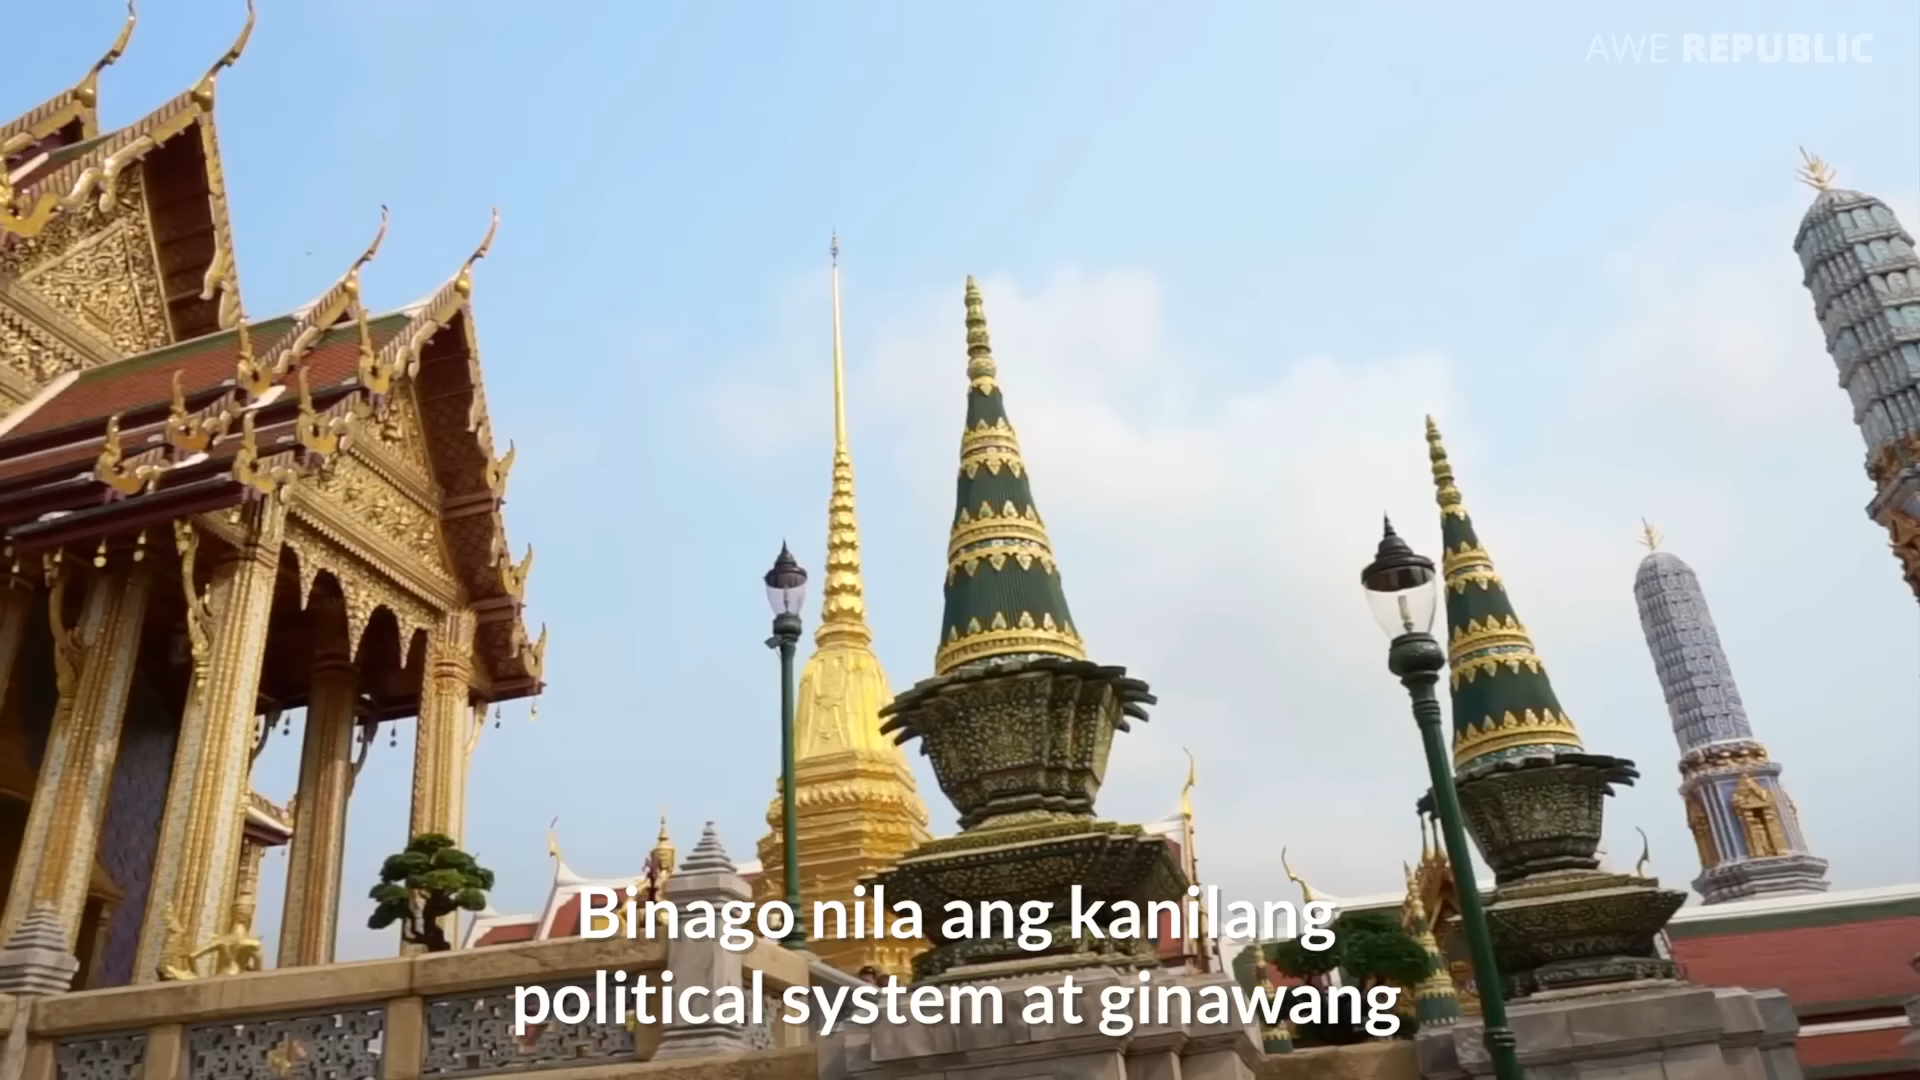 AWE REPUBLIC
Binago nila ang kanilang
political system at ginawang